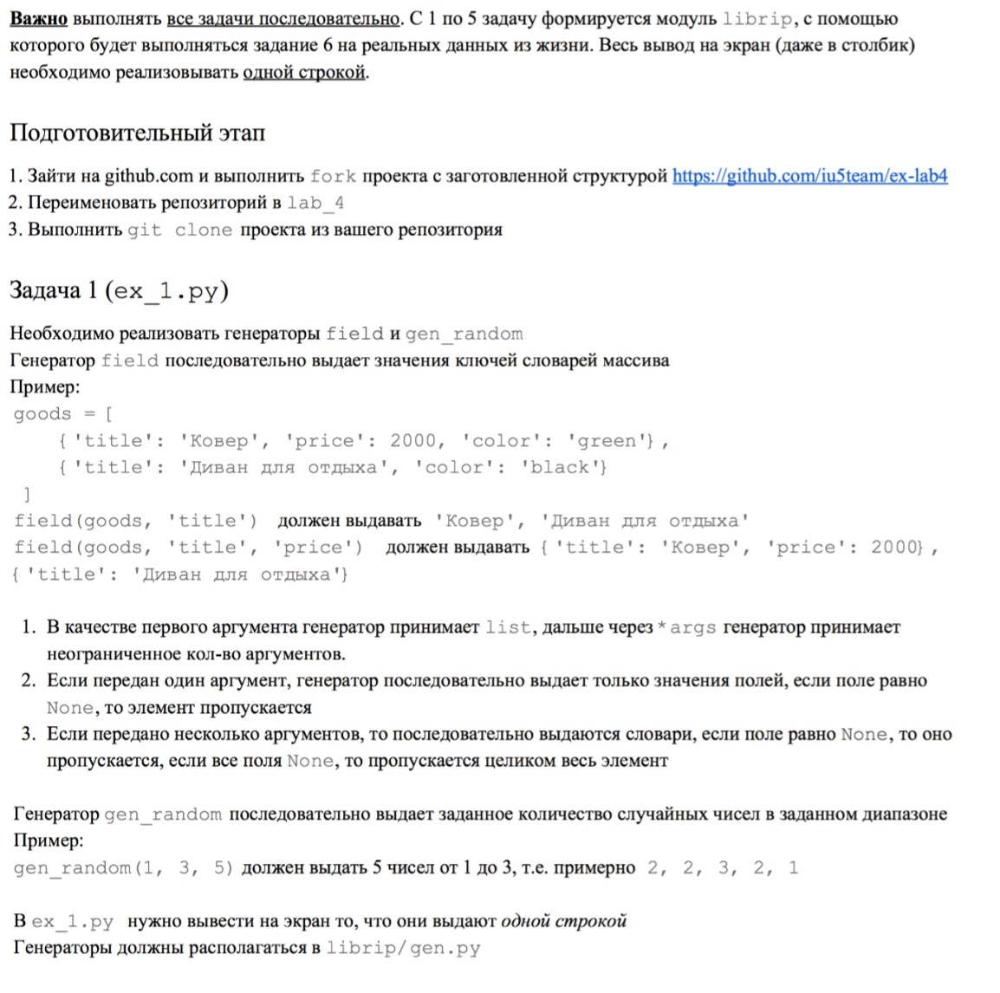 Важно выполнять все задачи последовательно. С 1 по 5 задачу формируется модуль librip, с помощью
которого будет выполняться задание 6 на реальных данных из жизни. Весь вывод на экран (даже в столбик)
необходимо реализовывать одной строкой.
Подготовительный этап
1. Зайти на github.com и выполнить fork проекта с заготовленной структурой https://github.com/iu5team/ex-lab4
2. Переименовать репозиторий в lab_4
3. Выполнить git clone проекта из вашего репозитория
Задача 1 (ex_1.py)
Необходимо реализовать генераторы field и gen_random
Генератор field последовательно выдает значения ключей словарей массива
Пример:
goods = [
{'title': 'Ковер', 'price': 2000, 'color': 'green'},
{'title': 'Диван для отдыха', 'color': 'black'}
]
field(goods, 'title') должен выдавать 'Ковер', 'Диван для отдыха'
field(goods, 'title', 'price') должен выдавать {'title': 'Ковер', 'price': 2000},
{'title': 'Диван для отдыха'}
1. В качестве первого аргумента генератор принимает list, дальше через *args генератор принимает
неограниченное кол-во аргументов.
2. Если передан один аргумент, генератор последовательно выдает только значения полей, если поле равно
None, то элемент пропускается
3. Если передано несколько аргументов, то последовательно выдаются словари, если поле равно None, то оно
пропускается, если все поля None, то пропускается целиком весь элемент
Генератор gen_random последовательно выдает заданное количество случайных чисел в заданном диапазоне
Пример:
gen_random(1, 3, 5) должен выдать 5 чисел от 1 до 3, т.е. примерно 2, 2, 3, 2, 1
В ex_1.py нужно вывести на экран то, что они выдают одной строкой
Генераторы должны располагаться в librip/gen.py